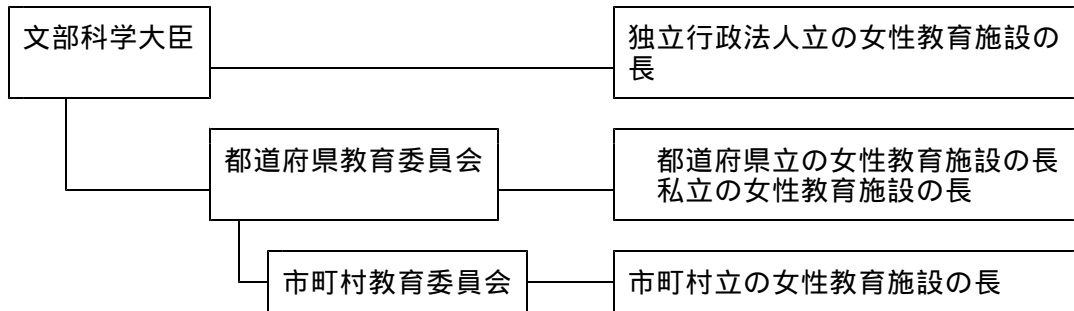 文部科学大臣
独立行政法人立の女性教育施設の
長
都道府県教育委員会
都道府県立の女性教育施設の長
私立の女性教育施設の長
市町村教育委員会
市町村立の女性教育施設の長